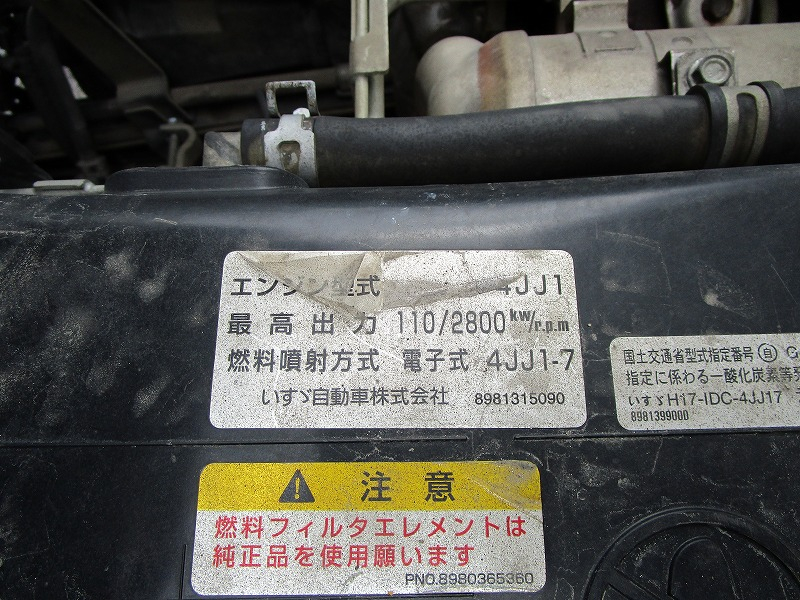 エンジン型式 4JJ1
最高出力 110/2800kw/r.p.m
燃料噴射方式 電子式 4JJ1-7
いすゞ自動車株式会社 8981315090
国土交通省型式指定番号 自
指定に係わる一酸化炭素等発
いすゞH17-IDC-4JJ17
8981399000
注意
燃料フィルタエレメントは
純正品を使用願います
PNO.8980365360